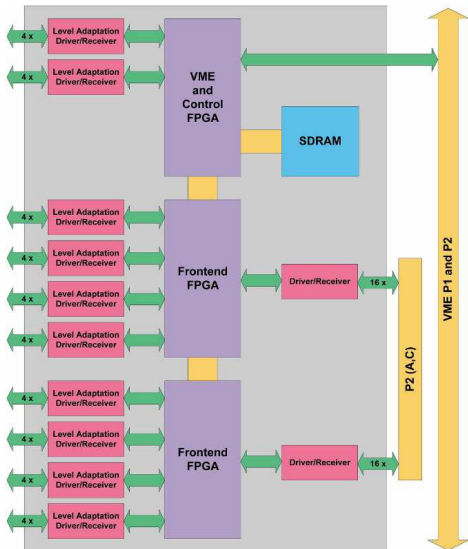 4 x
Level Adaptation
Driver/Receiver
4 x
Level Adaptation
Driver/Receiver
VME
and
Control
FPGA
SDRAM
4 x
Level Adaptation
Driver/Receiver
4 x
Level Adaptation
Driver/Receiver
4 x
Level Adaptation
Driver/Receiver
4 x
Level Adaptation
Driver/Receiver
Frontend
FPGA
Driver/Receiver
16 x
4 x
Level Adaptation
Driver/Receiver
4 x
Level Adaptation
Driver/Receiver
4 x
Level Adaptation
Driver/Receiver
4 x
Level Adaptation
Driver/Receiver
Frontend
FPGA
Driver/Receiver
16 x
P2 (A,C)
VME P1 and P2